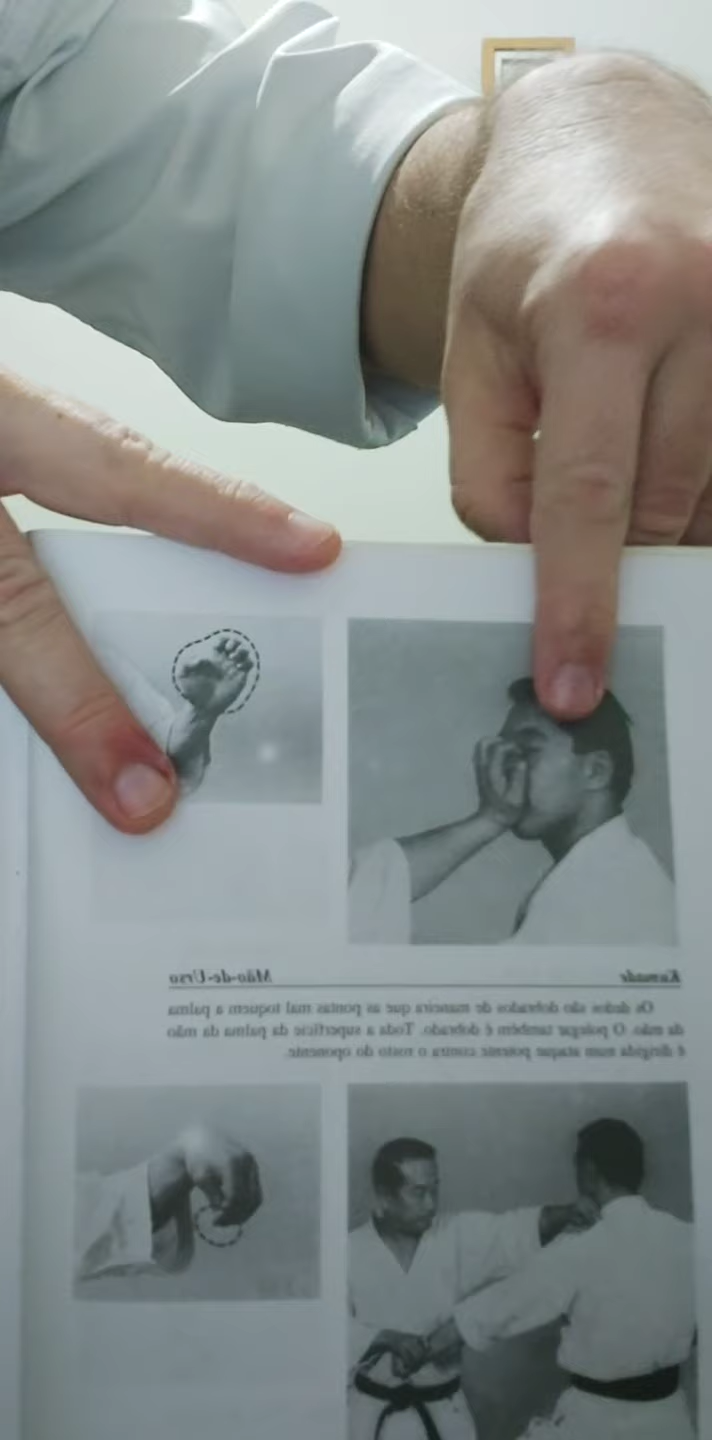 Kumade Mão-de-Urso
Os dedos são dobrados de maneira que as pontas mal toquem a palma
da mão. O polegar também é dobrado. Toda a superfície da palma da mão
é dirigida num ataque potente contra o rosto do oponente.